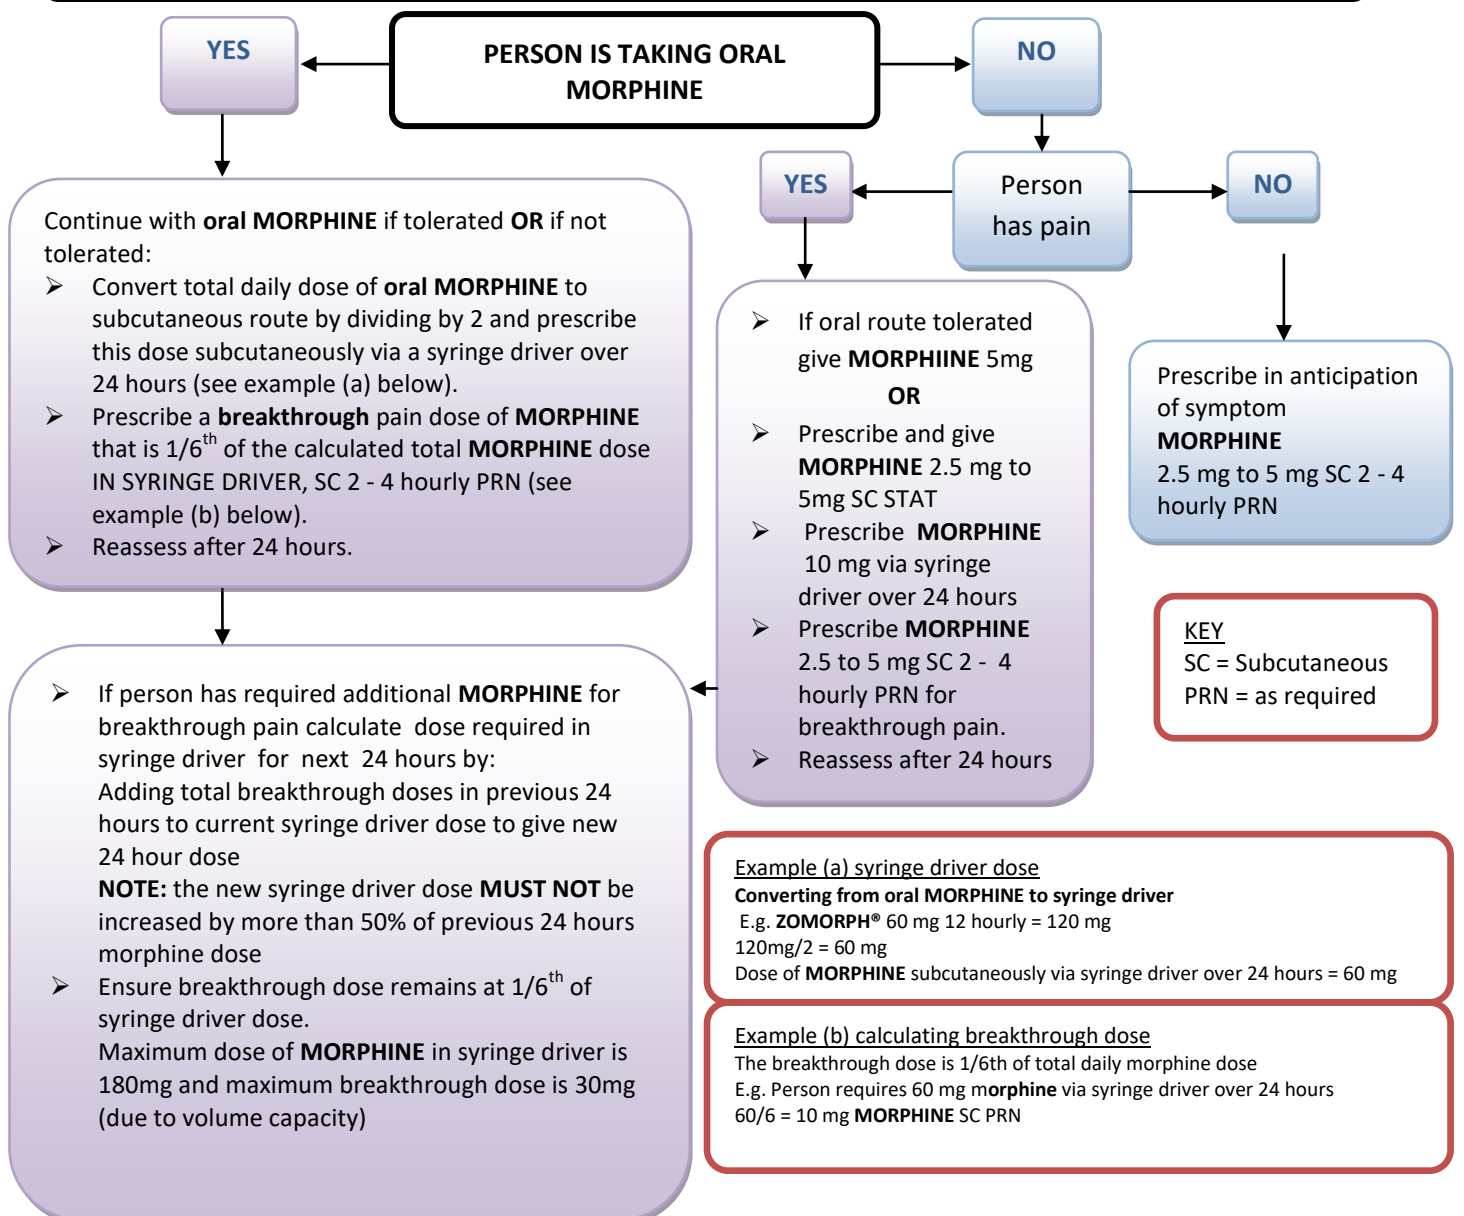 PERSON IS TAKING ORAL
MORPHINE
YES
NO
Person
has pain
YES
NO
Continue with oral MORPHINE if tolerated OR if not
tolerated:
➢ Convert total daily dose of oral MORPHINE to
subcutaneous route by dividing by 2 and prescribe
this dose subcutaneously via a syringe driver over
24 hours (see example (a) below).
➢ Prescribe a breakthrough pain dose of MORPHINE
that is 1/6th of the calculated total MORPHINE dose
IN SYRINGE DRIVER, SC 2 - 4 hourly PRN (see
example (b) below).
➢ Reassess after 24 hours.
➢ If oral route tolerated
give MORPHIINE 5mg
OR
➢ Prescribe and give
MORPHINE 2.5 mg to
5mg SC STAT
➢ Prescribe MORPHINE
10 mg via syringe
driver over 24 hours
➢ Prescribe MORPHINE
2.5 to 5 mg SC 2 - 4
hourly PRN for
breakthrough pain.
➢ Reassess after 24 hours
Prescribe in anticipation
of symptom
MORPHINE
2.5 mg to 5 mg SC 2 - 4
hourly PRN
KEY
SC = Subcutaneous
PRN = as required
➢ If person has required additional MORPHINE for
breakthrough pain calculate dose required in
syringe driver for next 24 hours by:
Adding total breakthrough doses in previous 24
hours to current syringe driver dose to give new
24 hour dose
NOTE: the new syringe driver dose MUST NOT be
increased by more than 50% of previous 24 hours
morphine dose
➢ Ensure breakthrough dose remains at 1/6th of
syringe driver dose.
Maximum dose of MORPHINE in syringe driver is
180mg and maximum breakthrough dose is 30mg
(due to volume capacity)
Example (a) syringe driver dose
Converting from oral MORPHINE to syringe driver
E.g. ZOMORPH® 60 mg 12 hourly = 120 mg
120mg/2 = 60 mg
Dose of MORPHINE subcutaneously via syringe driver over 24 hours = 60 mg
Example (b) calculating breakthrough dose
The breakthrough dose is 1/6th of total daily morphine dose
E.g. Person requires 60 mg morphine via syringe driver over 24 hours
60/6 = 10 mg MORPHINE SC PRN